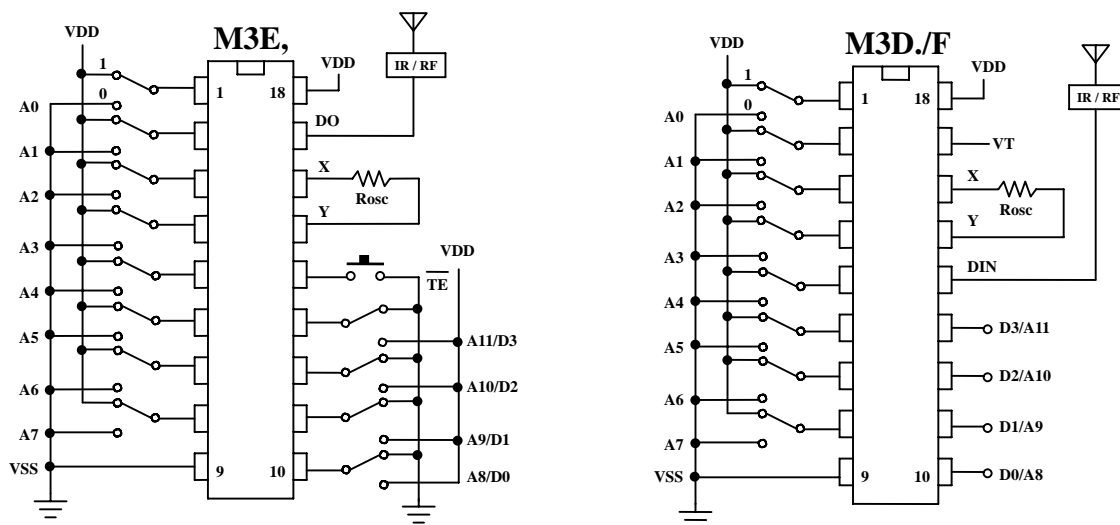 M3E,
VDD
VDD
IR / RF
1
0
1
18
DO
A0
A1
X
Rosc
A2
Y
A3
VDD
TE
A4
A5
A11/D3
A6
A10/D2
A7
A9/D1
VSS
9
10
A8/D0
M3D./F
VDD
VDD
IR / RF
1
0
1
18
A0
VT
A1
X
Rosc
A2
Y
A3
DIN
A4
D3/A11
A5
D2/A10
A6
D1/A9
A7
VSS
9
10
D0/A8